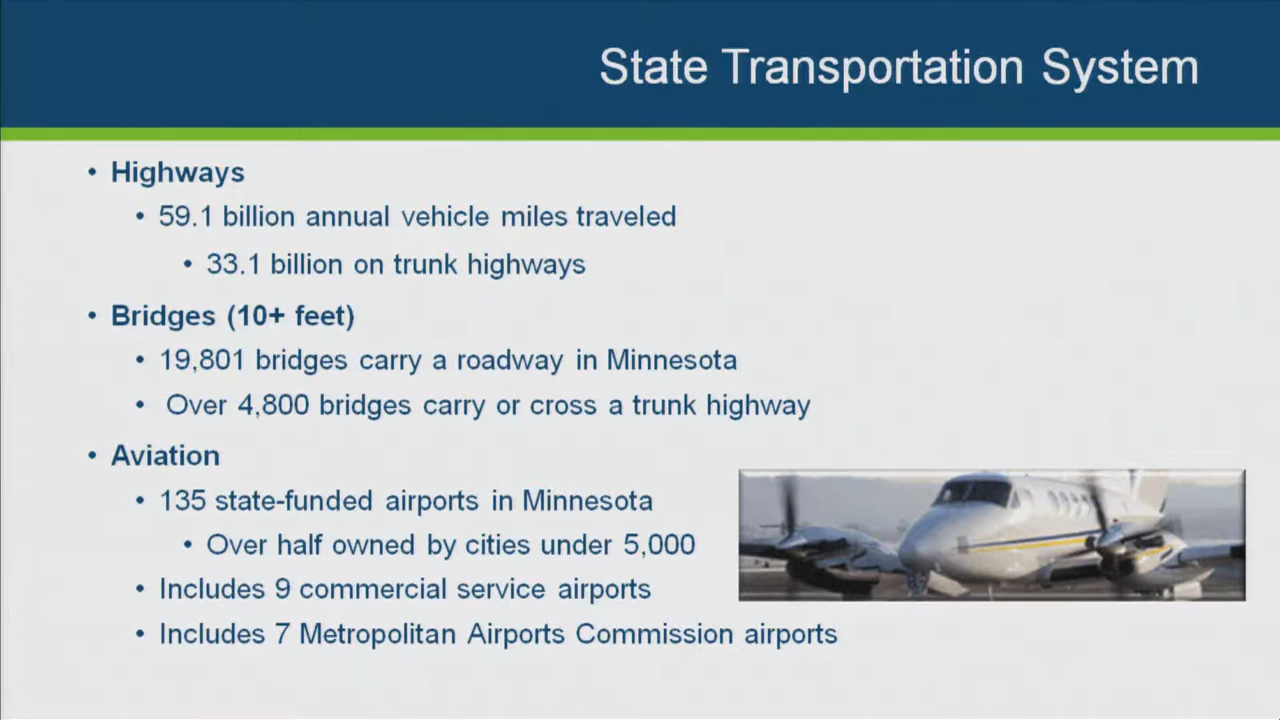 State Transportation System
• Highways
• 59.1 billion annual vehicle miles traveled
• 33.1 billion on trunk highways
• Bridges (10+ feet)
• 19,801 bridges carry a roadway in Minnesota
• Over 4,800 bridges carry or cross a trunk highway
• Aviation
• 135 state-funded airports in Minnesota
• Over half owned by cities under 5,000
• Includes 9 commercial service airports
• Includes 7 Metropolitan Airports Commission airports